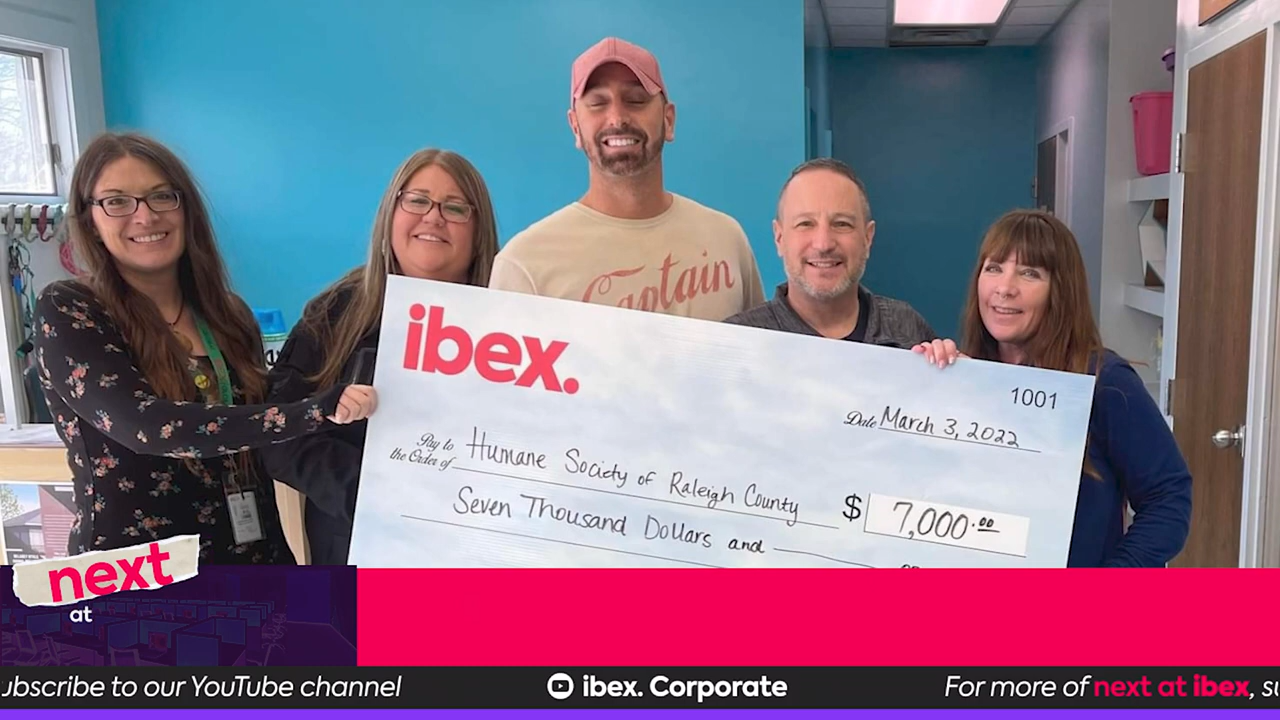 Captain
ibex.
1001
Date March 3, 2022
Pay to
the Order of Humane Society of Raleigh County
$ 7,000.00
Seven Thousand Dollars and
next
at
ubscribe to our YouTube channel
ibex. Corporate
For more of next at ibex, su